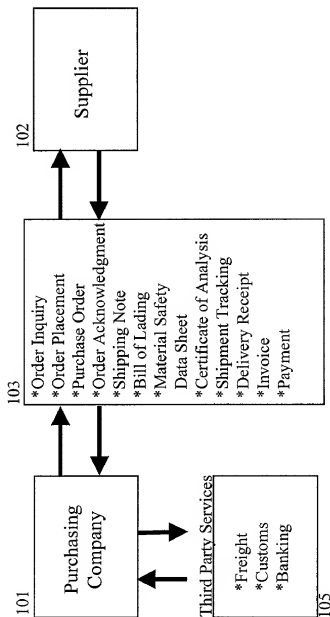 101
Purchasing
Company
Third Party Services
*Freight
*Customs
*Banking
105
103
*Order Inquiry
*Order Placement
*Purchase Order
*Order Acknowledgment
*Shipping Note
*Bill of Lading
*Material Safety
Data Sheet
*Certificate of Analysis
*Shipment Tracking
*Delivery Receipt
*Invoice
*Payment
102
Supplier